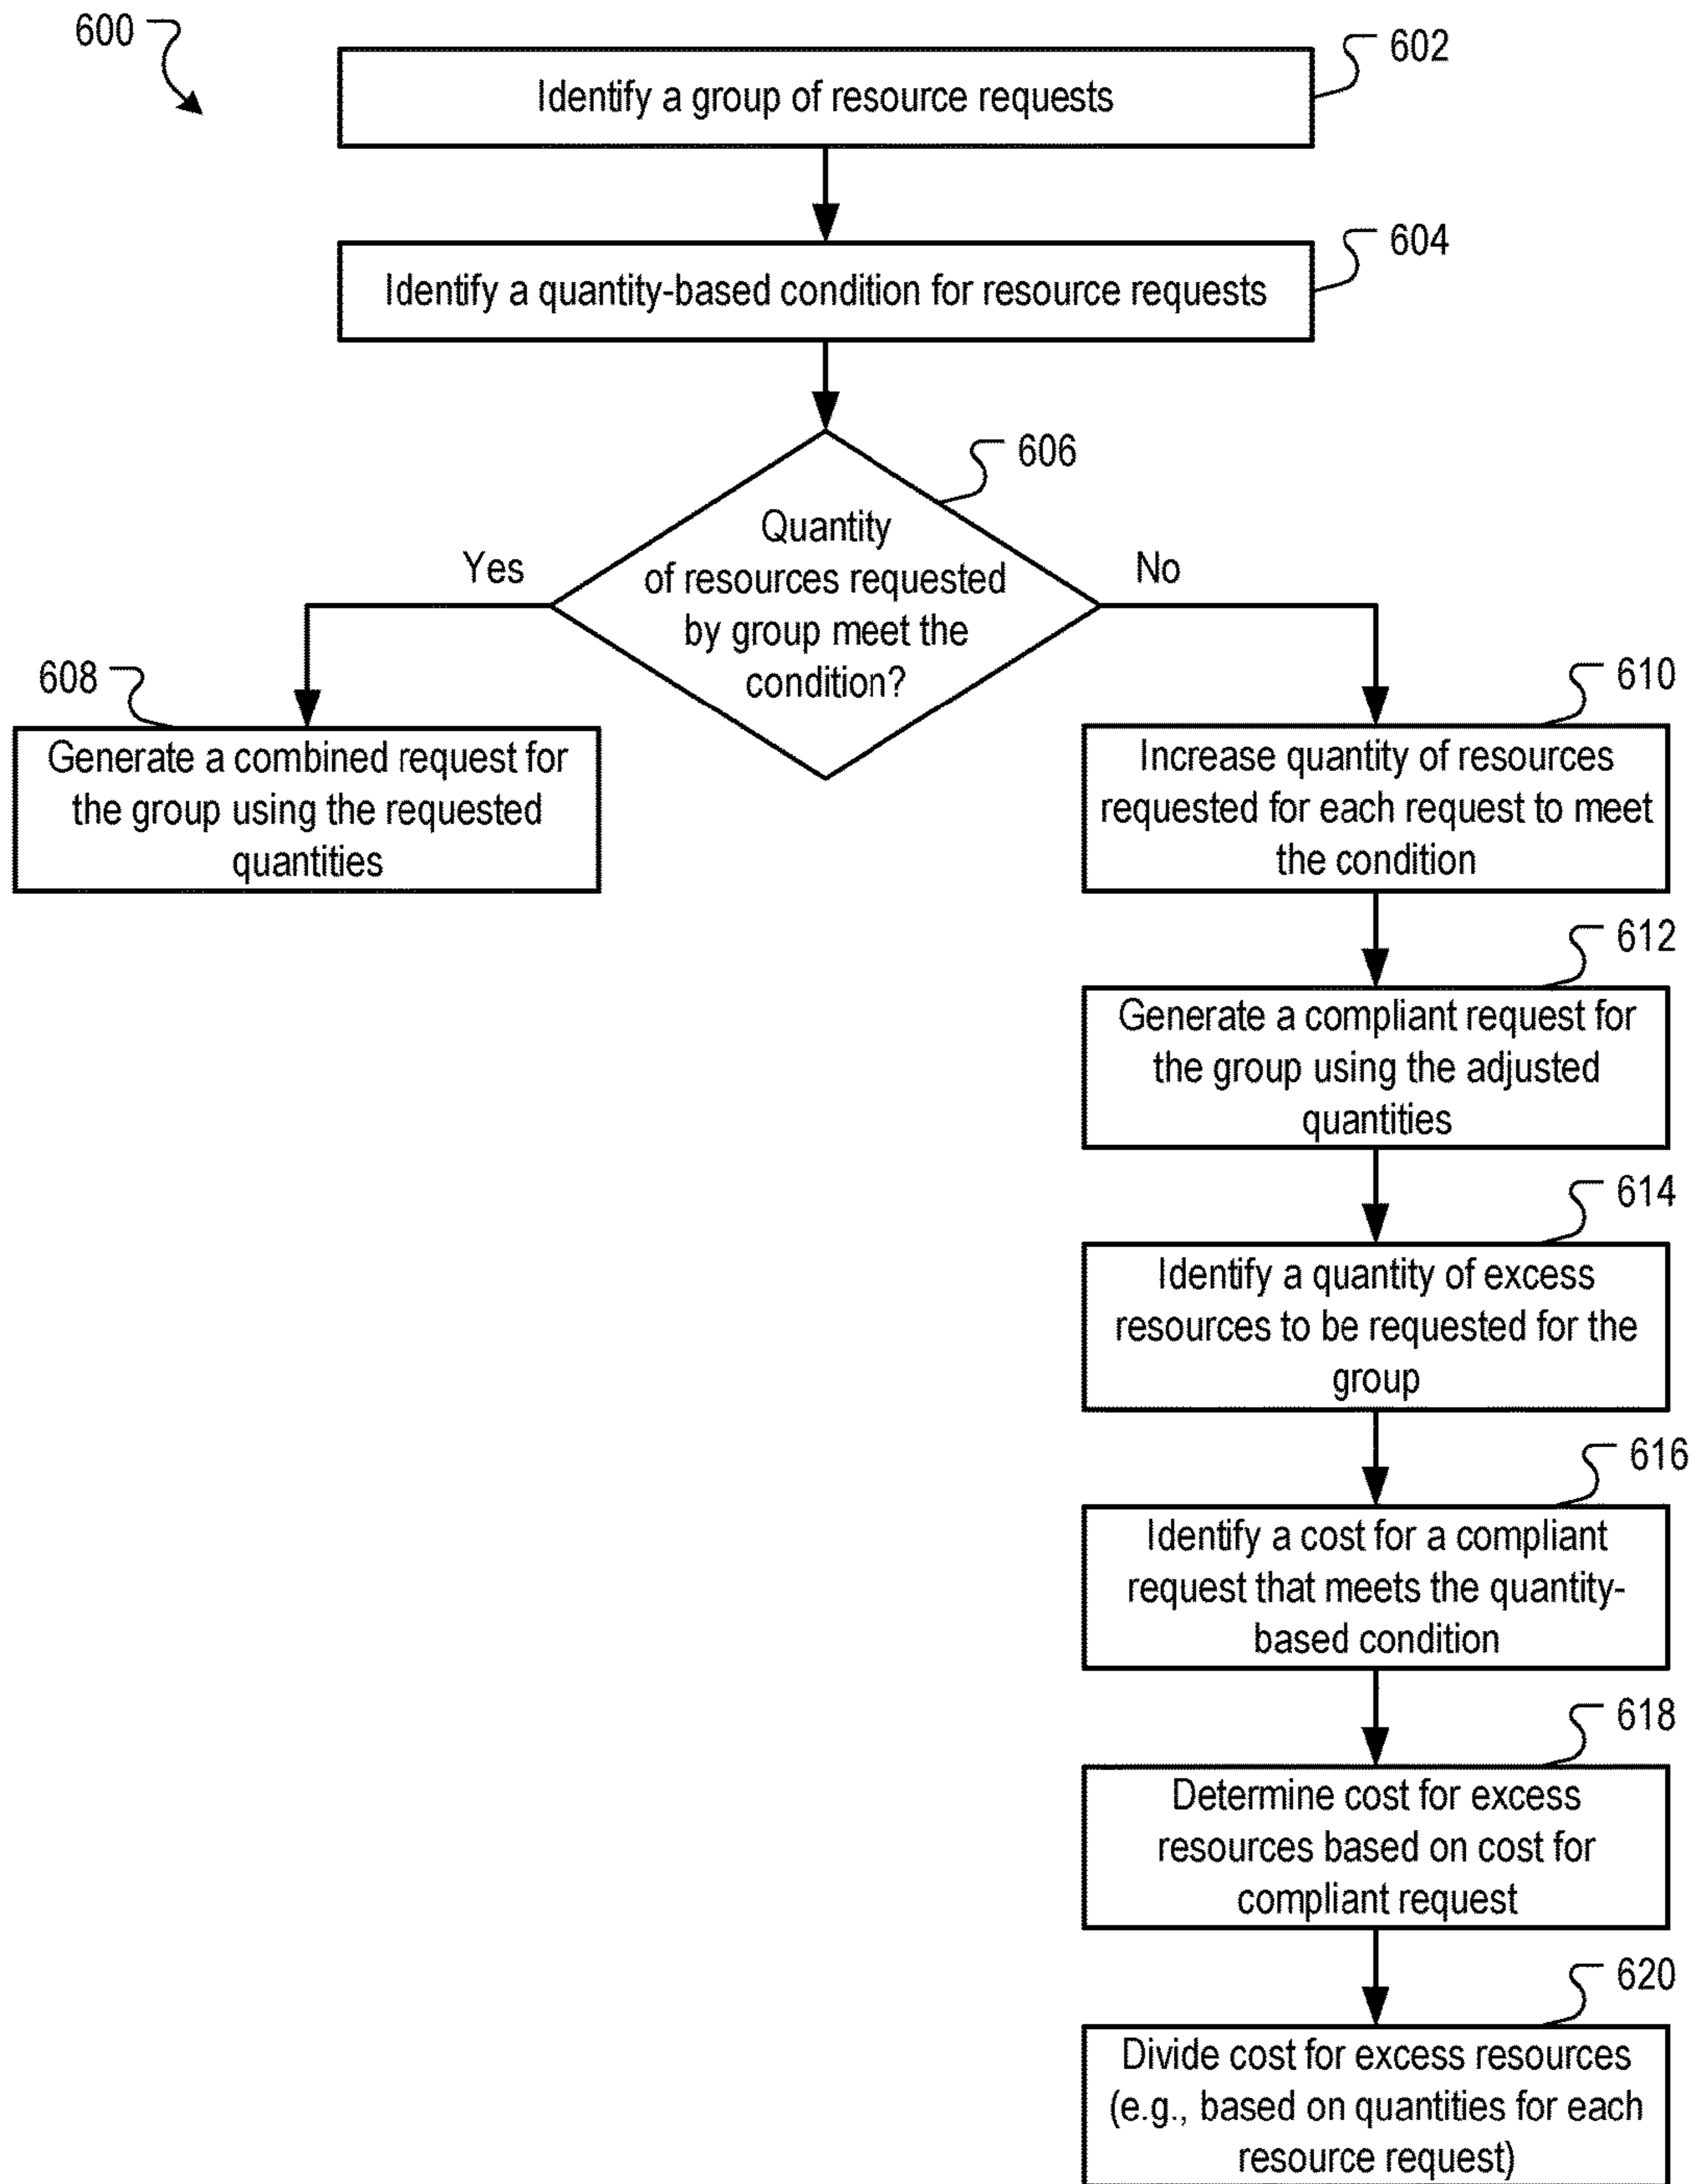 600
602
Identify a group of resource requests
604
Identify a quantity-based condition for resource requests
606
Quantity
of resources requested
by group meet the
condition?
Yes
No
608
Generate a combined request for
the group using the requested
quantities
610
Increase quantity of resources
requested for each request to meet
the condition
612
Generate a compliant request for
the group using the adjusted
quantities
614
Identify a quantity of excess
resources to be requested for the
group
616
Identify a cost for a compliant
request that meets the quantity-
based condition
618
Determine cost for excess
resources based on cost for
compliant request
620
Divide cost for excess resources
(e.g., based on quantities for each
resource request)